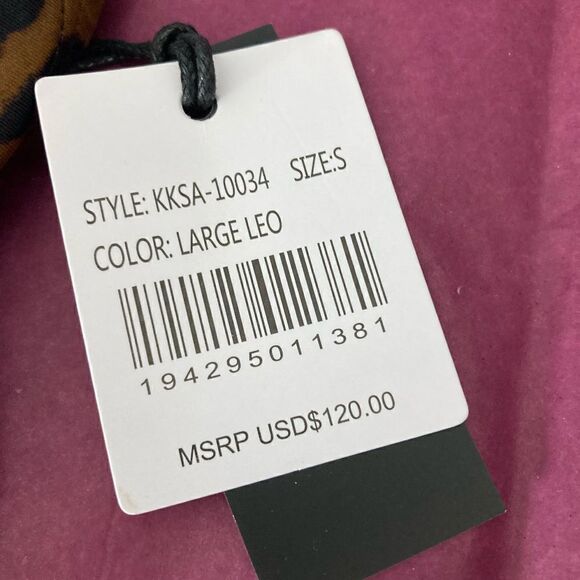 STYLE: KKSA-10034 SIZE:S
COLOR: LARGE LEO
194295011381
MSRP USD$120.00